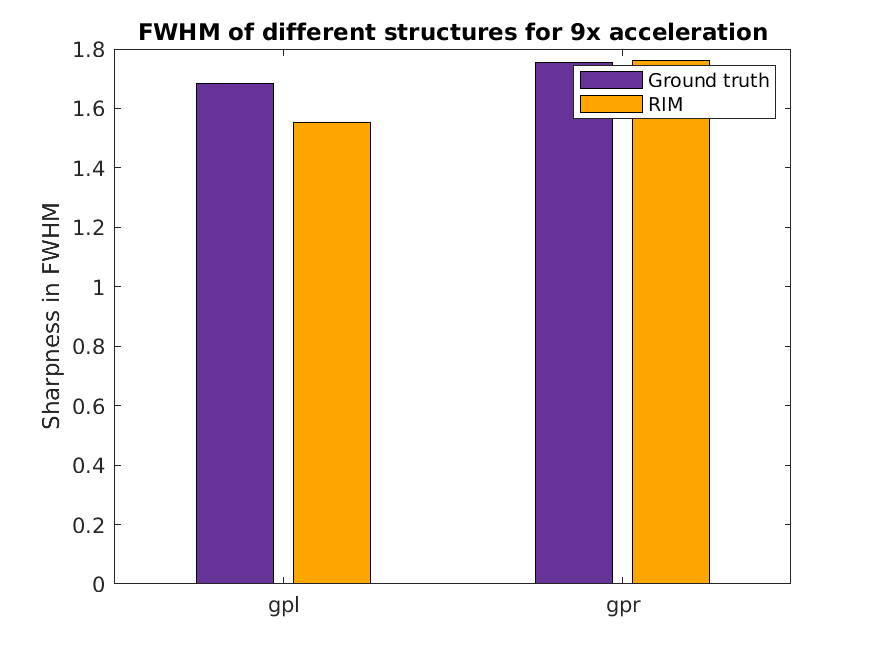 FWHM of different structures for 9x acceleration
Sharpness in FWHM
1.8
1.6
1.4
1.2
1
0.8
0.6
0.4
0.2
0
Ground truth
RIM
gpl
gpr